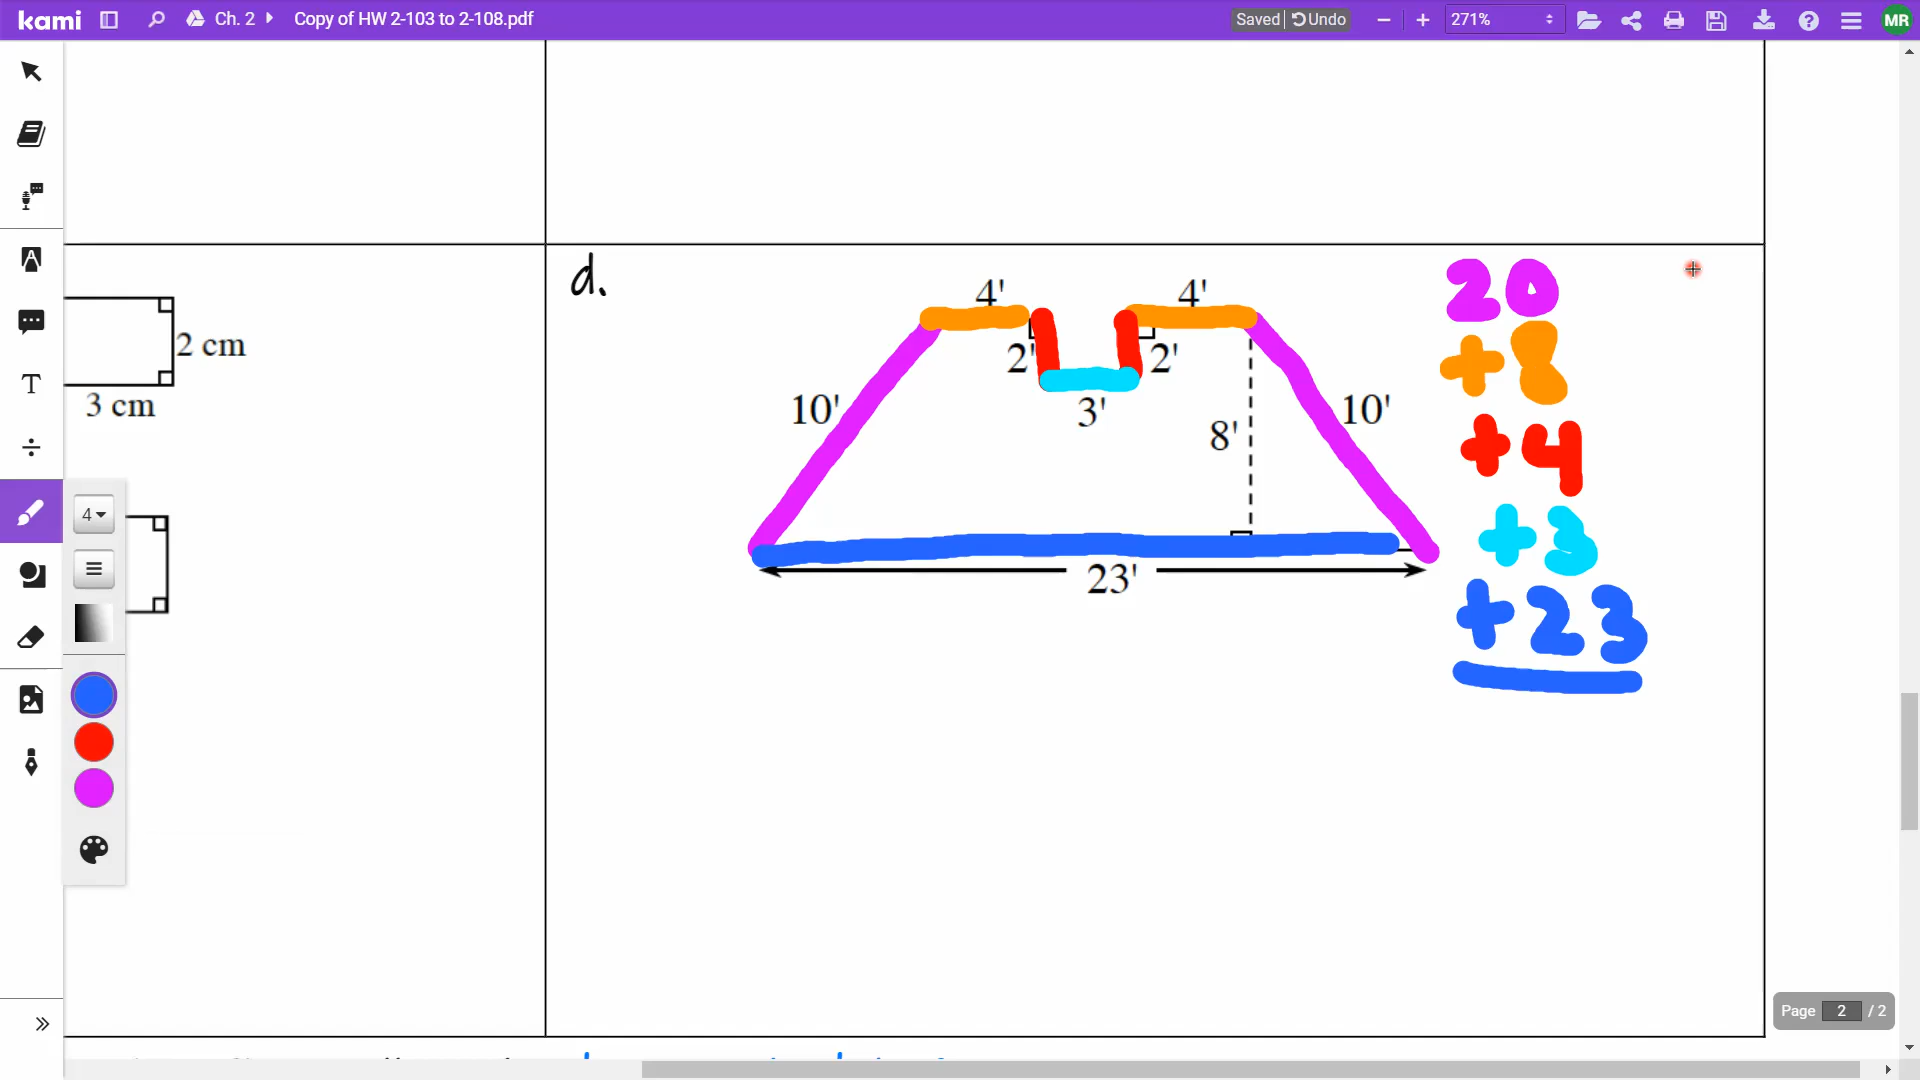 kami
Ch. 2
Copy of HW 2-103 to 2-108.pdf
Saved
Undo
271%
MR
2 cm
3 cm
d.
4'
4'
2'
2'
3'
10'
10'
8'
23'
20
+8
+4
+3
+23
4
Page 2 / 2